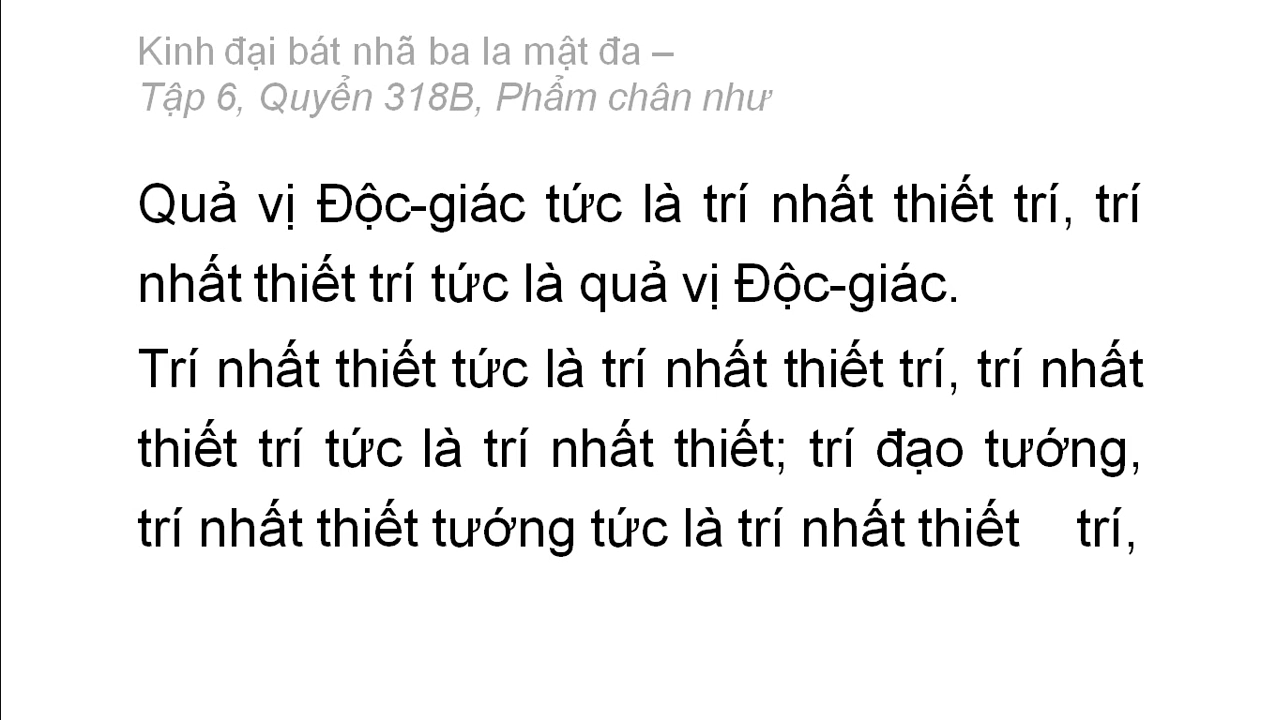 Kinh đại bát nhã ba la mật đa –
Tập 6, Quyển 318B, Phẩm chân như
Quả vị Độc-giác tức là trí nhất thiết trí, trí
nhất thiết trí tức là quả vị Độc-giác.
Trí nhất thiết tức là trí nhất thiết trí, trí nhất
thiết trí tức là trí nhất thiết; trí đạo tướng,
trí nhất thiết tướng tức là trí nhất thiết trí,